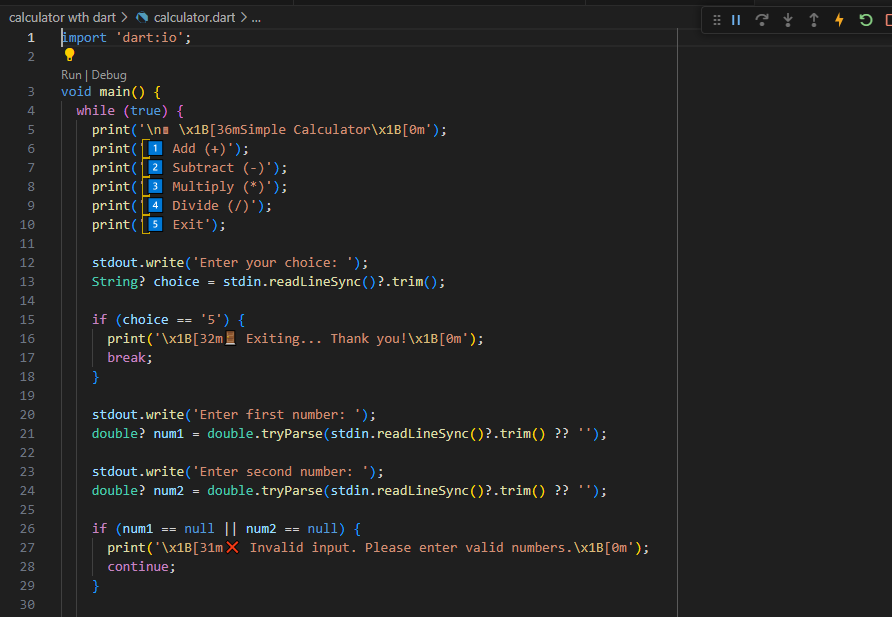 calculator wth dart > calculator.dart > ...
1 import 'dart:io';
2
Run | Debug
3 void main() {
4 while (true) {
5 print('\n🧮 \x1B[36mSimple Calculator\x1B[0m');
6 print('1️⃣ Add (+)');
7 print('2️⃣ Subtract (-)');
8 print('3️⃣ Multiply (*)');
9 print('4️⃣ Divide (/)');
10 print('5️⃣ Exit');
11
12 stdout.write('Enter your choice: ');
13 String? choice = stdin.readLineSync()?.trim();
14
15 if (choice == '5') {
16 print('\x1B[32m🚪 Exiting... Thank you!\x1B[0m');
17 break;
18 }
19
20 stdout.write('Enter first number: ');
21 double? num1 = double.tryParse(stdin.readLineSync()?.trim() ?? '');
22
23 stdout.write('Enter second number: ');
24 double? num2 = double.tryParse(stdin.readLineSync()?.trim() ?? '');
25
26 if (num1 == null || num2 == null) {
27 print('\x1B[31m❌ Invalid input. Please enter valid numbers.\x1B[0m');
28 continue;
29 }
30